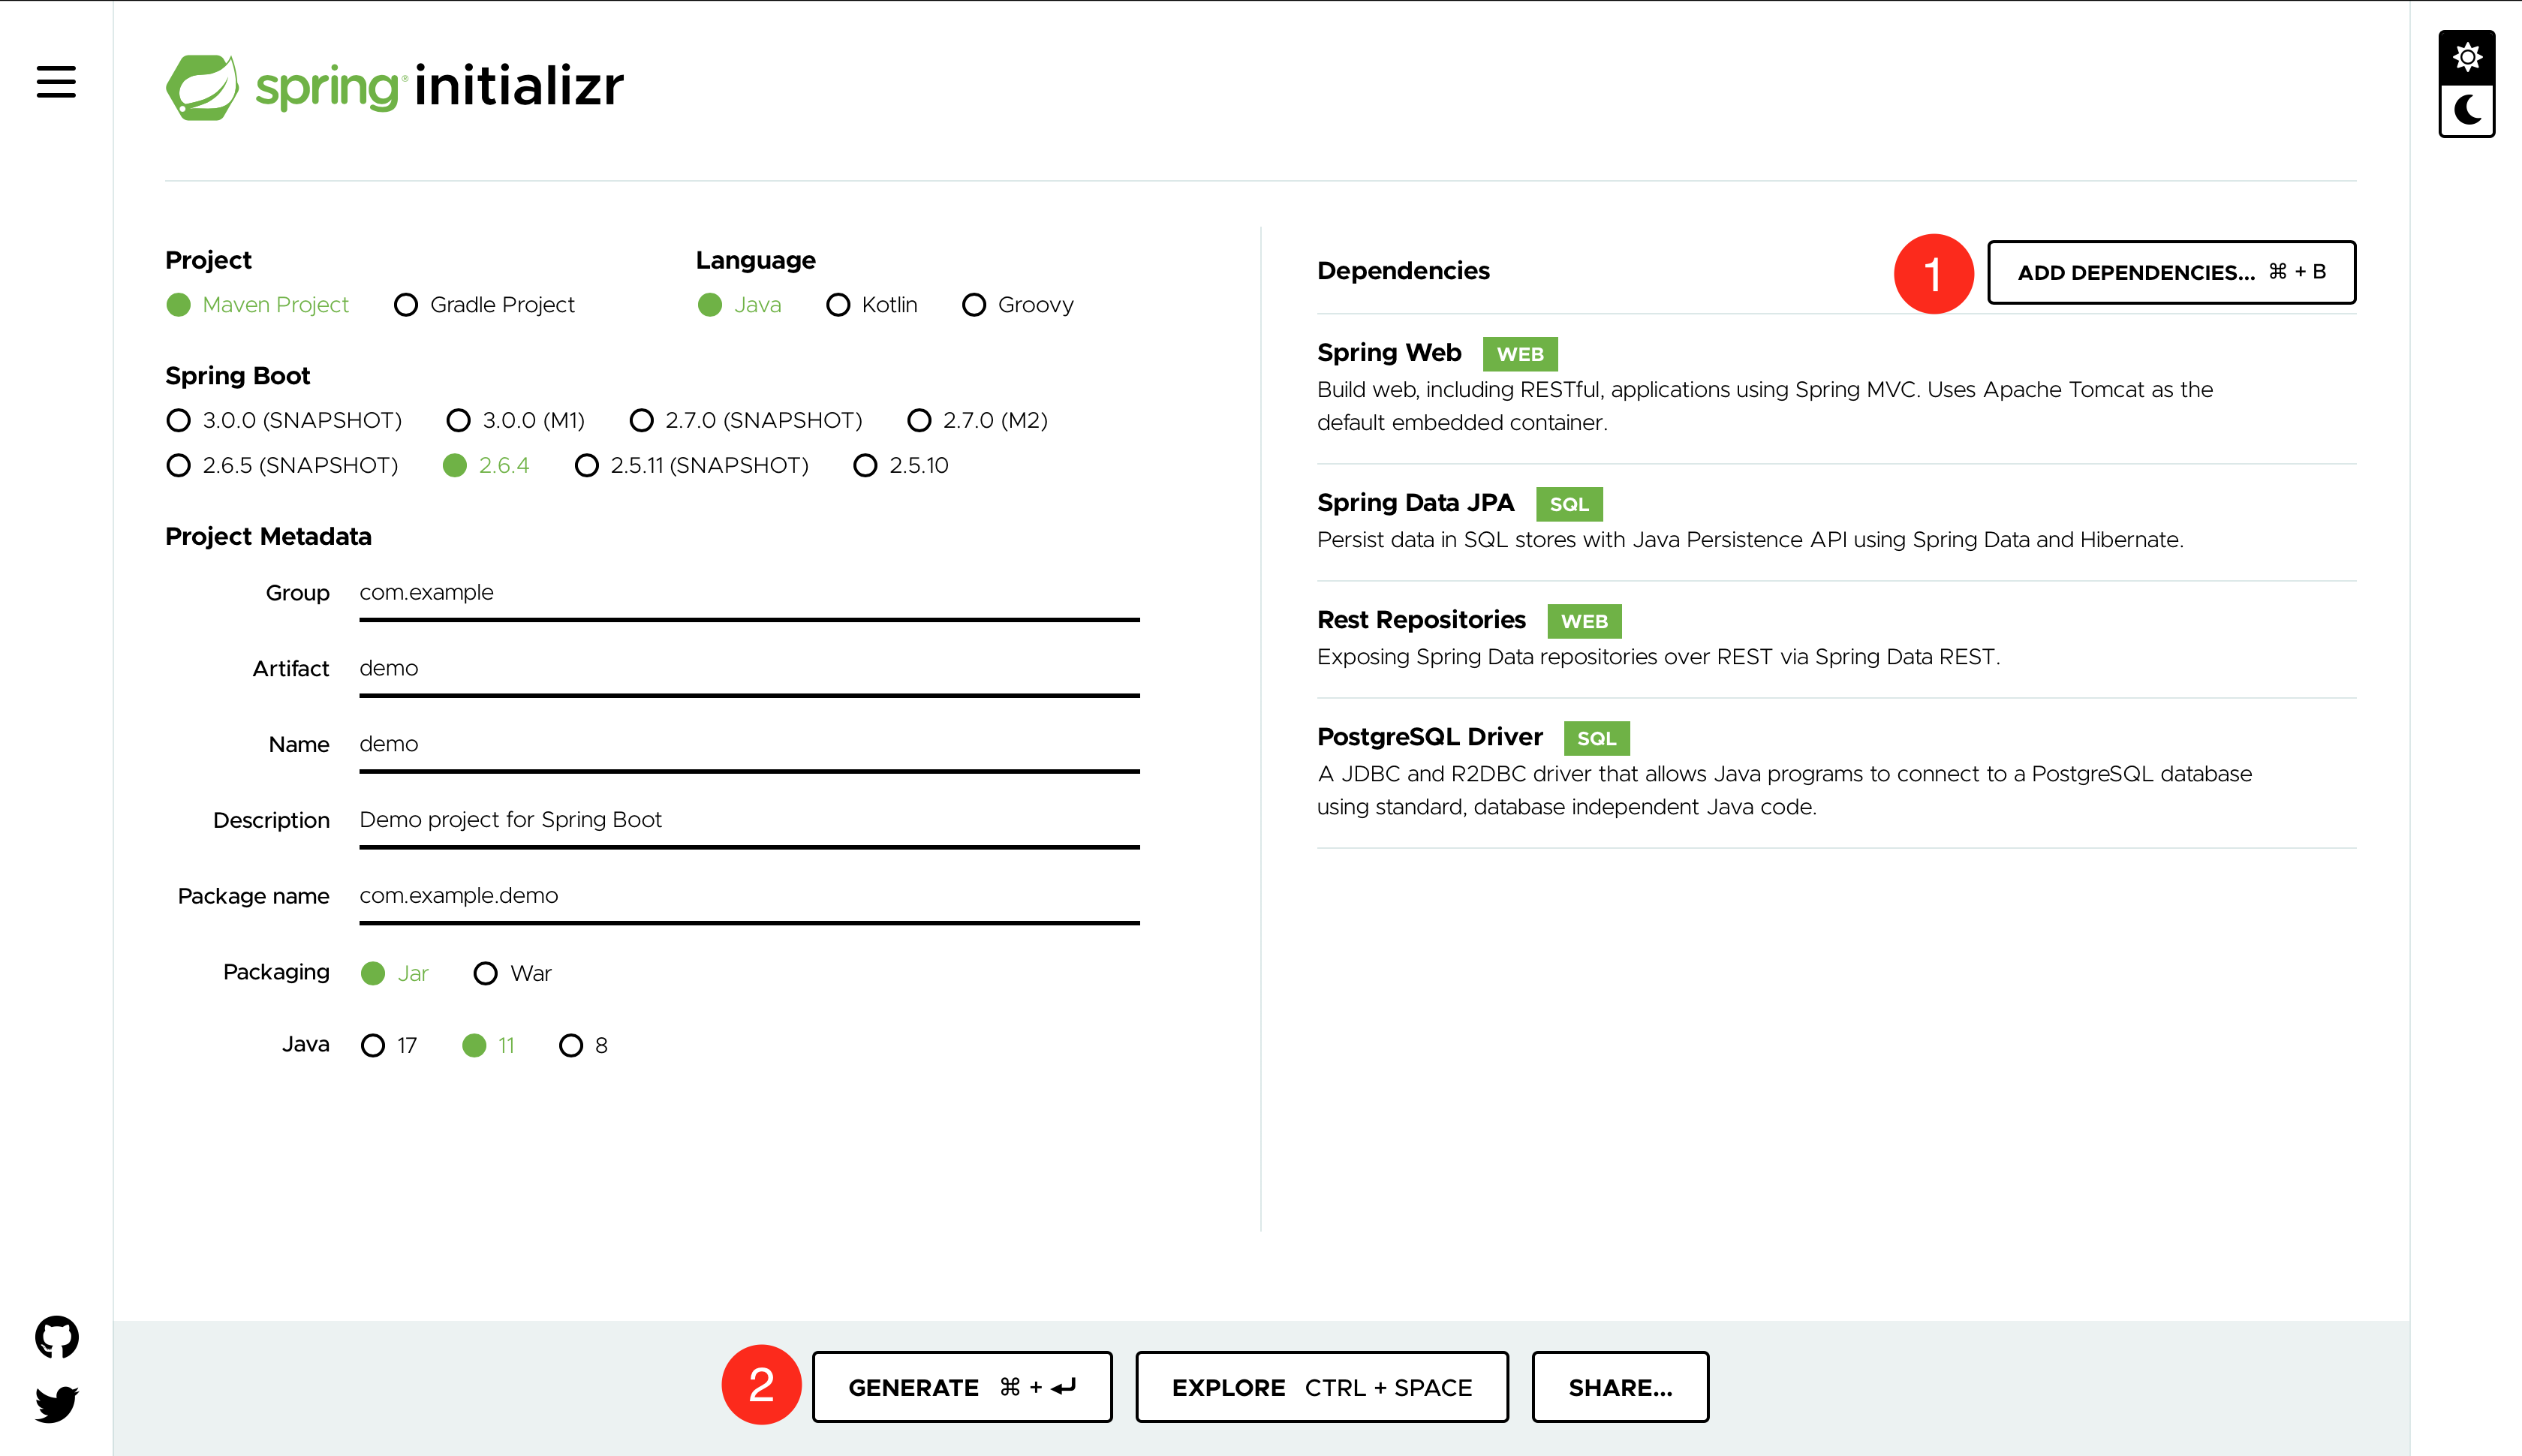 spring initializr
Project
Maven Project Gradle Project
Language
Java Kotlin Groovy
Spring Boot
3.0.0 (SNAPSHOT) 3.0.0 (M1) 2.7.0 (SNAPSHOT) 2.7.0 (M2)
2.6.5 (SNAPSHOT) 2.6.4 2.5.11 (SNAPSHOT) 2.5.10
Project Metadata
Group com.example
Artifact demo
Name demo
Description Demo project for Spring Boot
Package name com.example.demo
Packaging Jar War
Java 17 11 8
Dependencies
1 ADD DEPENDENCIES... ⌘ + B
Spring Web WEB
Build web, including RESTful, applications using Spring MVC. Uses Apache Tomcat as the
default embedded container.
Spring Data JPA SQL
Persist data in SQL stores with Java Persistence API using Spring Data and Hibernate.
Rest Repositories WEB
Exposing Spring Data repositories over REST via Spring Data REST.
PostgreSQL Driver SQL
A JDBC and R2DBC driver that allows Java programs to connect to a PostgreSQL database
using standard, database independent Java code.
2 GENERATE ⌘ + ↵ EXPLORE CTRL + SPACE SHARE...